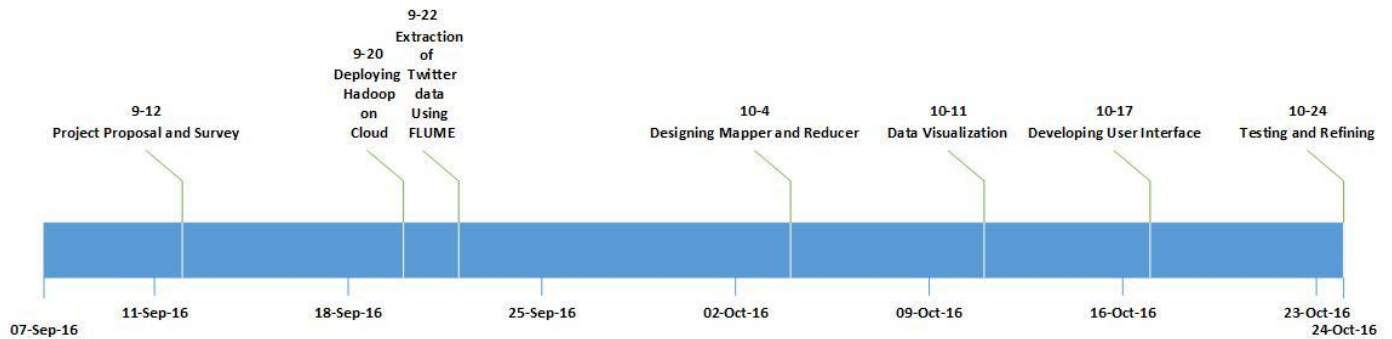 9-12
Project Proposal and Survey
9-20
Deploying
Hadoop
on
Cloud
9-22
Extraction
of
Twitter
data
Using
FLUME
10-4
Designing Mapper and Reducer
10-11
Data Visualization
10-17
Developing User Interface
10-24
Testing and Refining
07-Sep-16
11-Sep-16
18-Sep-16
25-Sep-16
02-Oct-16
09-Oct-16
16-Oct-16
23-Oct-16
24-Oct-16